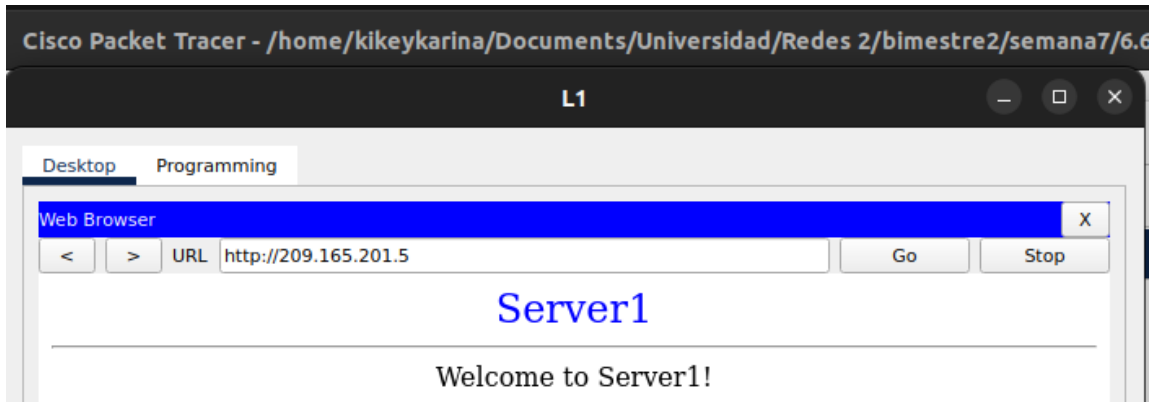 Cisco Packet Tracer - /home/kikeykarina/Documents/Universidad/Redes 2/bimestre2/semana7/6.6
L1
Desktop Programming
Web Browser X
< > URL http://209.165.201.5 Go Stop
Server1
Welcome to Server1!